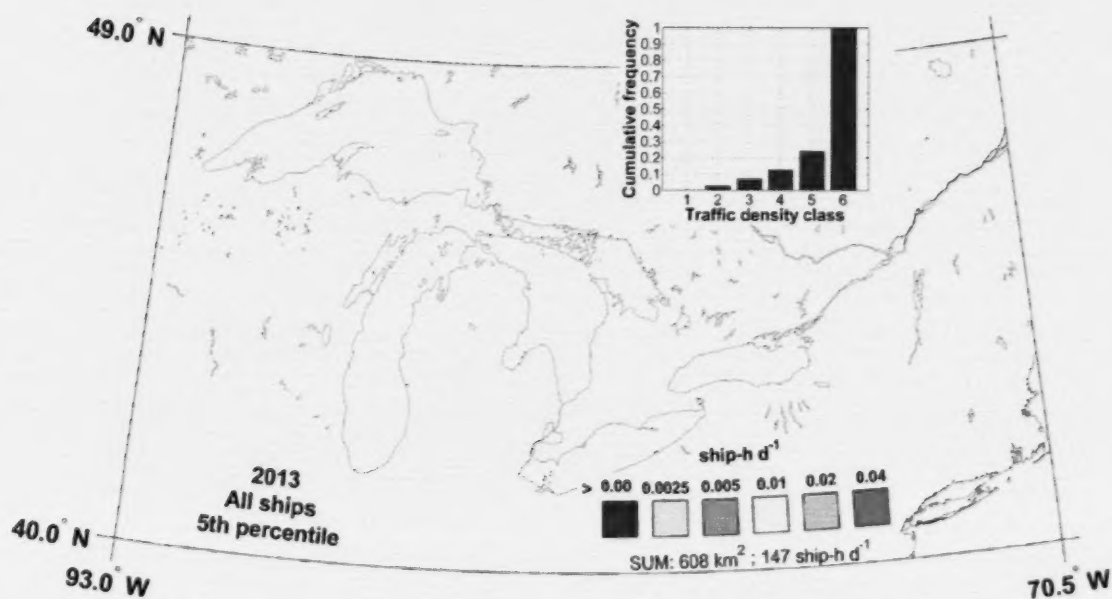 49.0° N
Cumulative frequency
1
0.9
0.8
0.7
0.6
0.5
0.4
0.3
0.2
0.1
0
1 2 3 4 5 6
Traffic density class
2013
All ships
5th percentile
ship-h d⁻¹
> 0.00 0.0025 0.005 0.01 0.02 0.04
SUM: 608 km² ; 147 ship-h d⁻¹
40.0° N
93.0° W
70.5° W